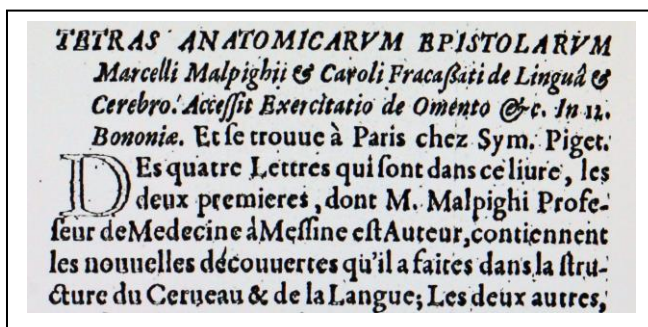 TETRAS ANATOMICARVM EPISTOLARVM
Marcelli Malpighii & Caroli Fracaſſati de Linguâ &
Cerebro. Acceſſit Exercitatio de Omento &c. In 12.
Bononiæ. Et ſe trouue à Paris chez Sym. Piget.
DEs quatre Lettres qui ſont dans ce liure, les
deux premieres, dont M. Malpighi Profe-
ſſeur de Medecine à Meſſine eſt Auteur, contiennent
les nouuelles découuertes qu'il a faites dans la ſtru-
cture du Cerueau & de la Langue; Les deux autres,